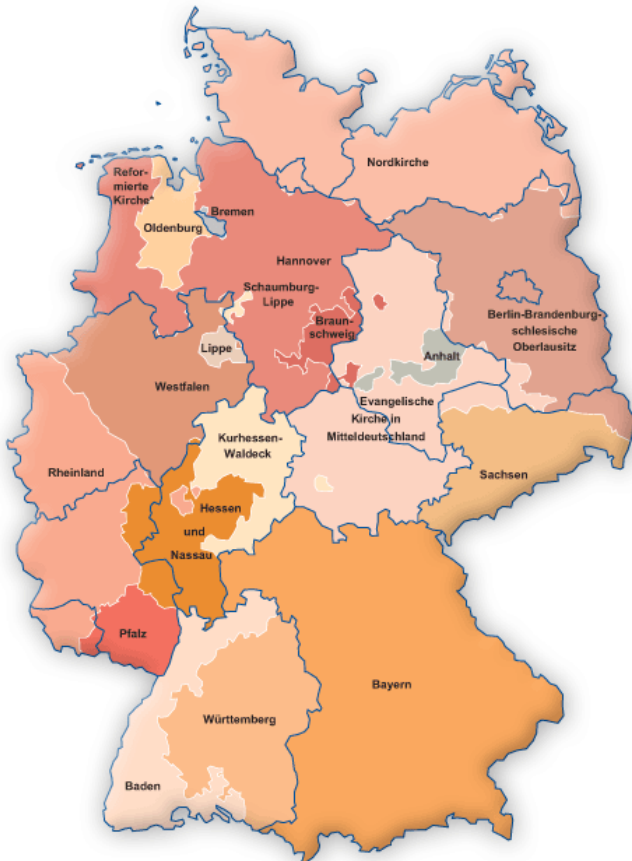 Nordkirche
Refor-
mierte
Kirche*
Bremen
Oldenburg
Hannover
Schaumburg-
Lippe
Braun-
schweig
Berlin-Brandenburg-
schlesische
Oberlausitz
Lippe
Anhalt
Westfalen
Evangelische
Kirche in
Mitteldeutschland
Kurhessen-
Waldeck
Rheinland
Sachsen
Hessen
und
Nassau
Pfalz
Bayern
Württemberg
Baden